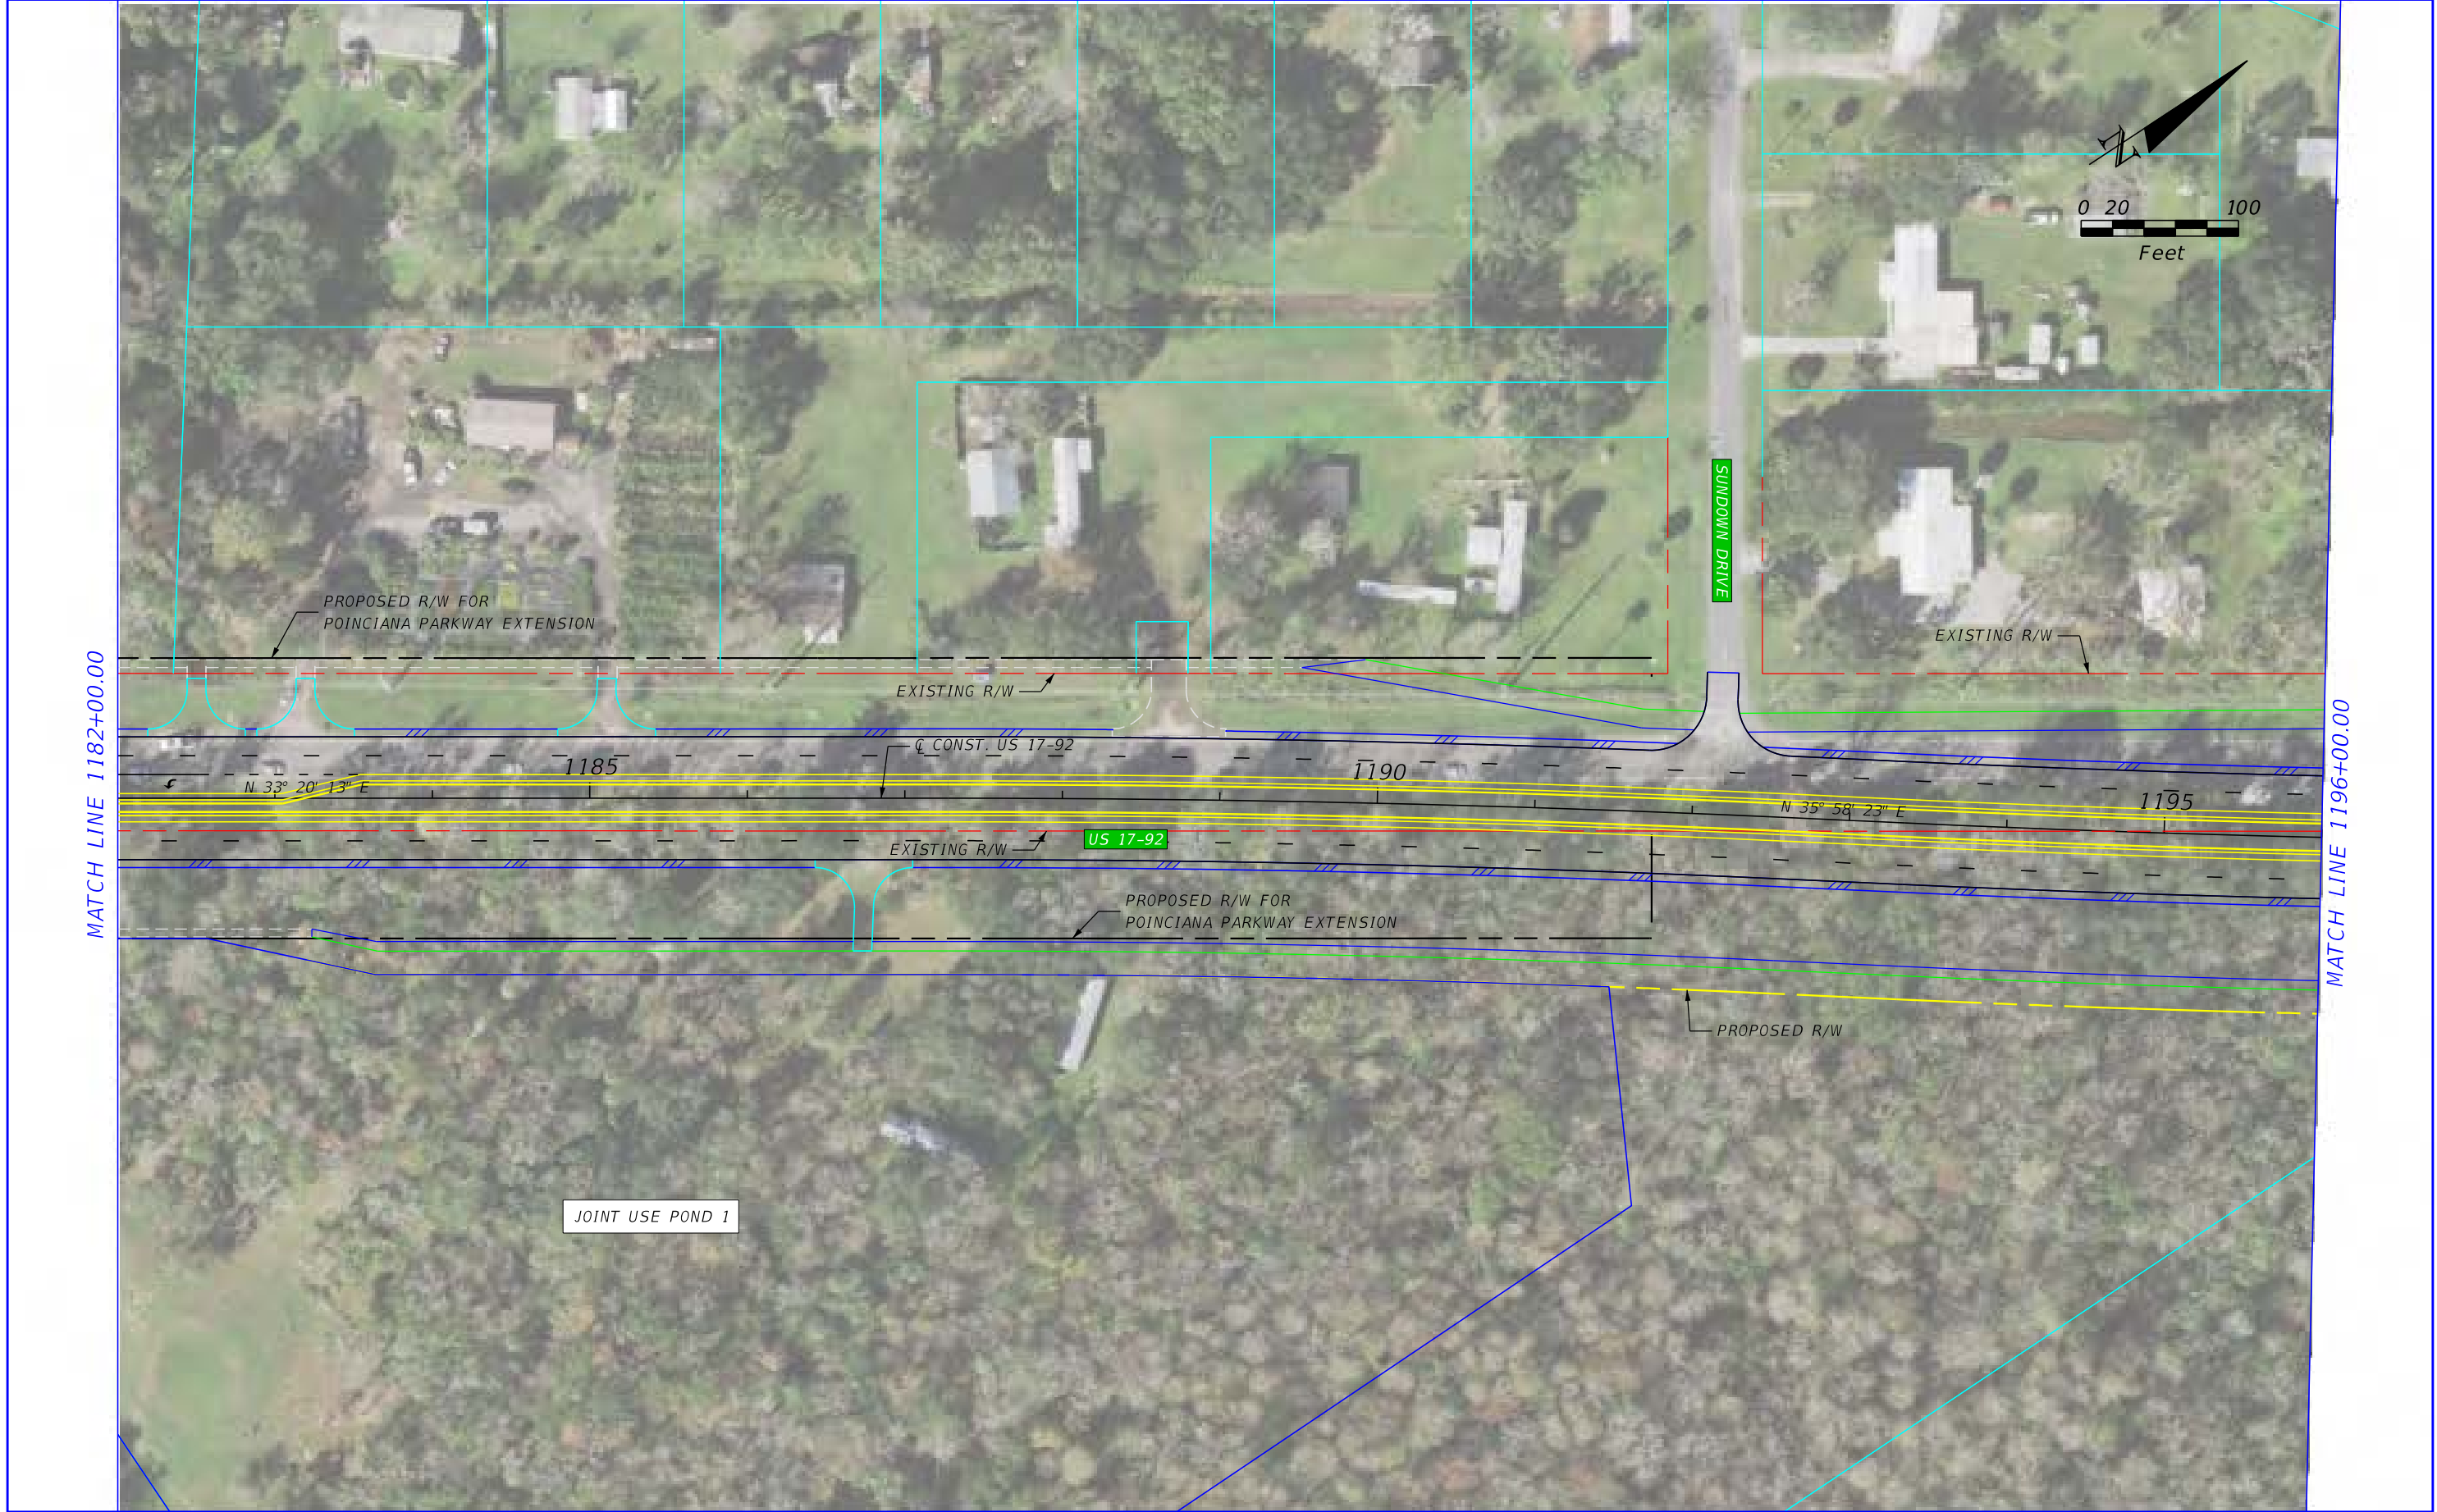 N
0 20 100
Feet
SUNDOWN DRIVE
PROPOSED R/W FOR
POINCIANA PARKWAY EXTENSION
EXISTING R/W
EXISTING R/W
MATCH LINE 1182+00.00
MATCH LINE 1196+00.00
℄ CONST. US 17-92
1185
1190
1195
N 33° 20' 13" E
N 35° 58' 23" E
US 17-92
EXISTING R/W
PROPOSED R/W FOR
POINCIANA PARKWAY EXTENSION
PROPOSED R/W
JOINT USE POND 1